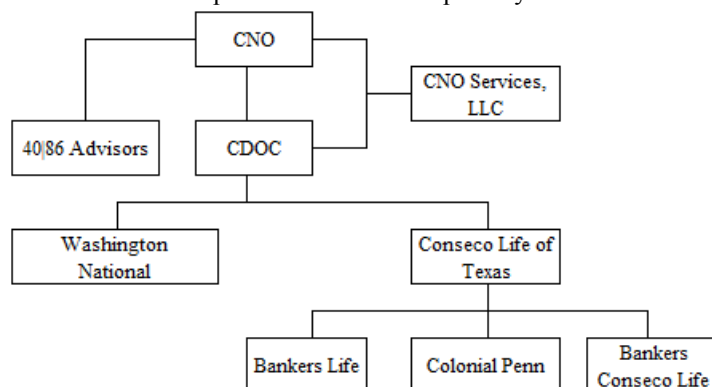 CNO
CNO Services,
LLC
40|86 Advisors
CDOC
Washington
National
Conseco Life of
Texas
Bankers Life
Colonial Penn
Bankers
Conseco Life